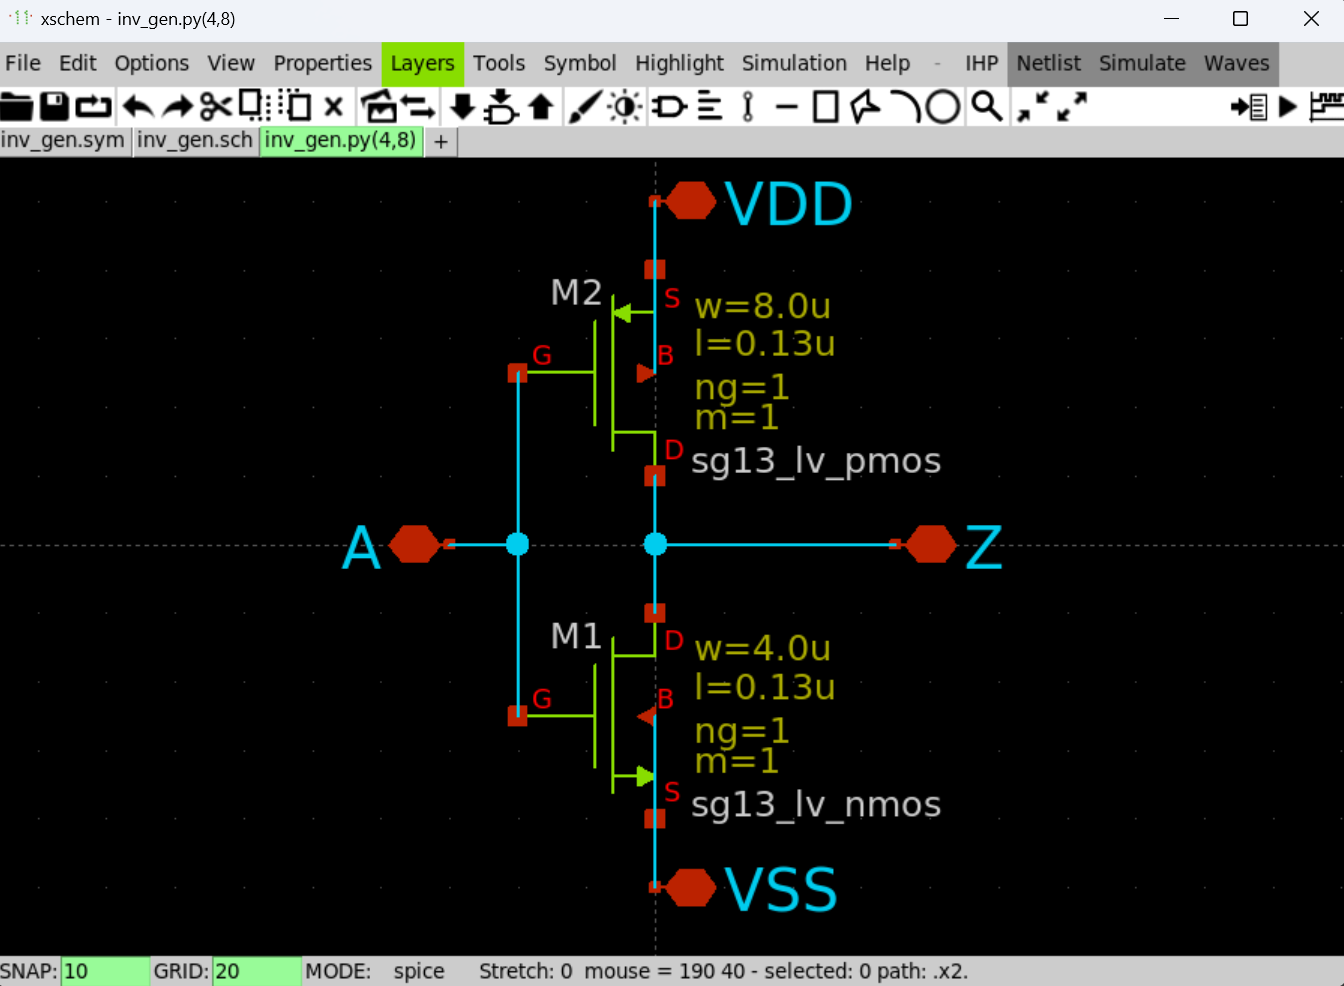 xschem - inv_gen.py(4,8)
File Edit Options View Properties Layers Tools Symbol Highlight Simulation Help - IHP Netlist Simulate Waves
inv_gen.sym inv_gen.sch inv_gen.py(4,8) +
VDD
M2
S
w=8.0u
l=0.13u
G
B
ng=1
m=1
D
sg13_lv_pmos
A
Z
M1
D
w=4.0u
l=0.13u
G
B
ng=1
m=1
S
sg13_lv_nmos
VSS
SNAP: 10 GRID: 20 MODE: spice Stretch: 0 mouse = 190 40 - selected: 0 path: .x2.